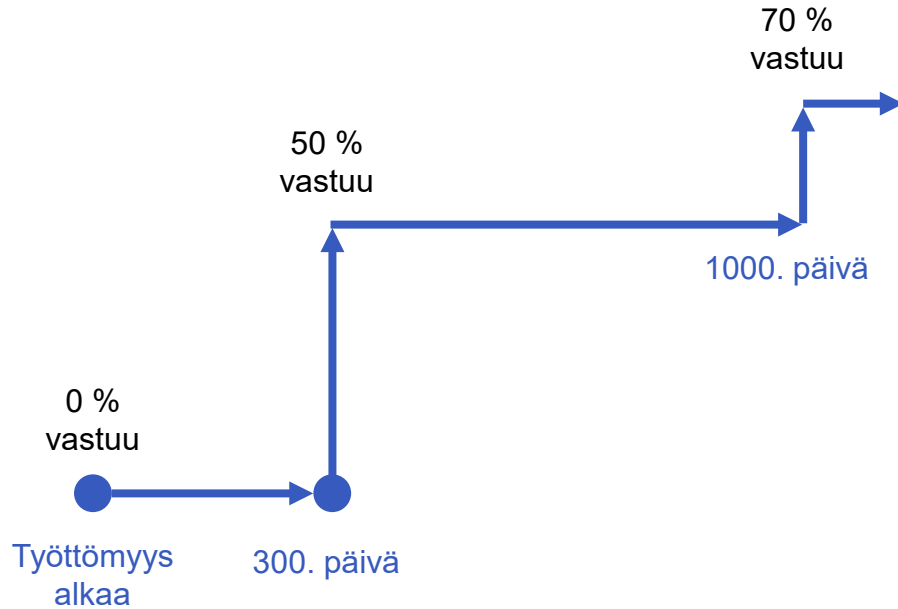 70 %
vastuu
50 %
vastuu
1000. päivä
0 %
vastuu
Työttömyys
alkaa
300. päivä